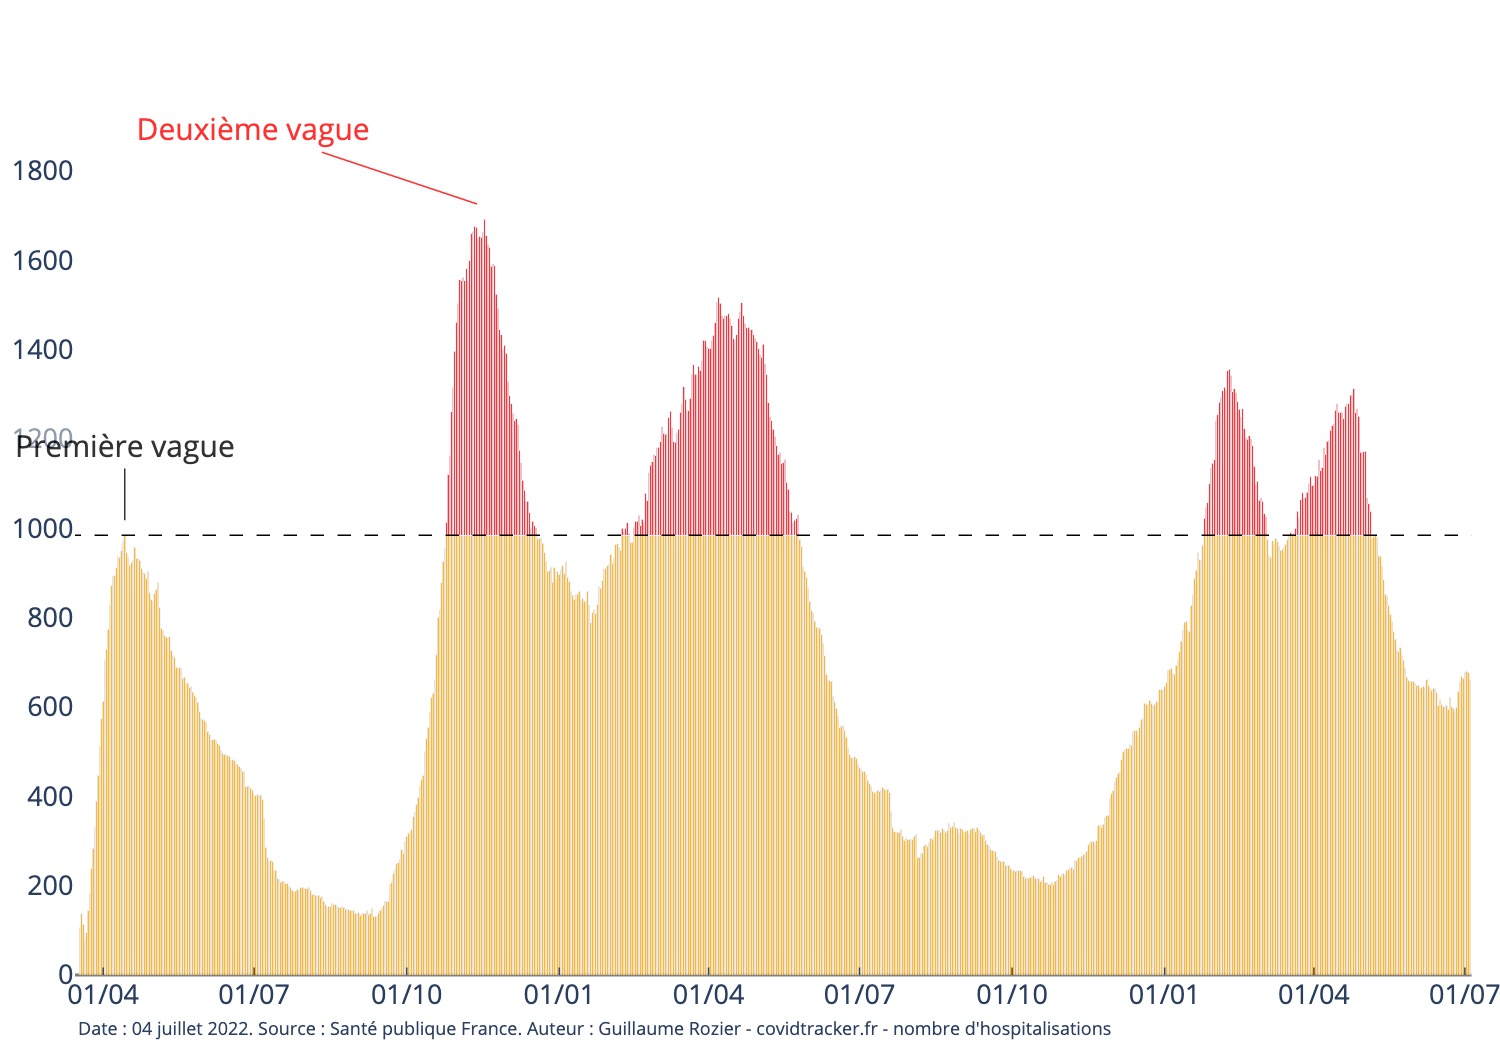 Deuxième vague
1800
1600
1400
1200
Première vague
1000
800
600
400
200
0
01/04 01/07 01/10 01/01 01/04 01/07 01/10 01/01 01/04 01/07
Date : 04 juillet 2022. Source : Santé publique France. Auteur : Guillaume Rozier - covidtracker.fr - nombre d'hospitalisations